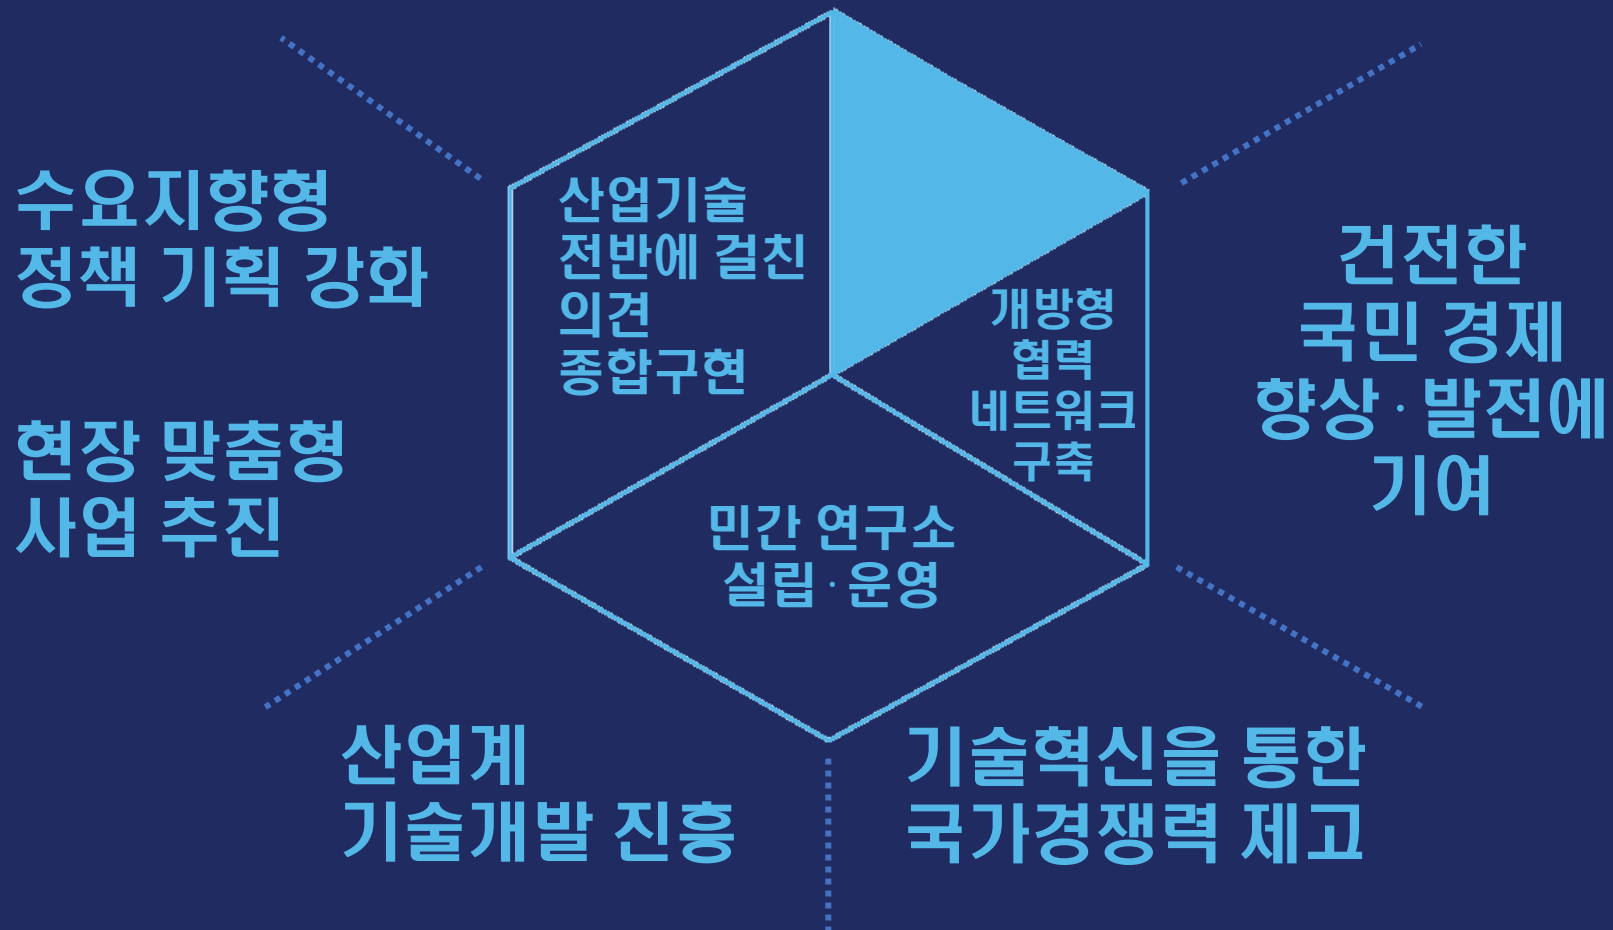 수요지향형
정책 기획 강화
현장 맞춤형
사업 추진
산업기술
전반에 걸친
의견
종합구현
개방형
협력
네트워크
구축
민간 연구소
설립·운영
건전한
국민 경제
향상·발전에
기여
산업계
기술개발 진흥
기술혁신을 통한
국가경쟁력 제고